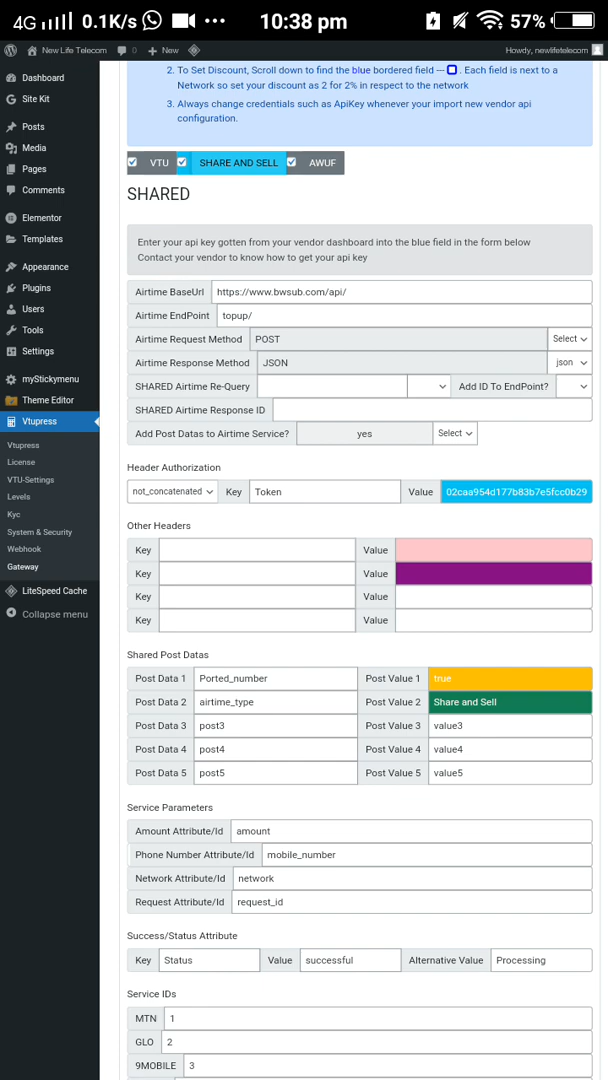 4G 0.1K/s ••• 10:38 pm 57%
New Life Telecom 0 + New Howdy, newlifetelecom
Dashboard
Site Kit
Posts
Media
Pages
Comments
Elementor
Templates
Appearance
Plugins
Users
Tools
Settings
myStickymenu
Theme Editor
Vtupress
Vtupress
License
VTU-Settings
Levels
Kyc
System & Security
Webhook
Gateway
LiteSpeed Cache
Collapse menu
2. To Set Discount, Scroll down to find the blue bordered field --- . Each field is next to a
Network so set your discount as 2 for 2% in respect to the network
3. Always change credentials such as ApiKey whenever your import new vendor api
configuration.
VTU SHARE AND SELL AWUF
SHARED
Enter your api key gotten from your vendor dashboard into the blue field in the form below
Contact your vendor to know how to get your api key
Airtime BaseUrl https://www.bwsub.com/api/
Airtime EndPoint topup/
Airtime Request Method POST Select
Airtime Response Method JSON json
SHARED Airtime Re-Query Add ID To EndPoint?
SHARED Airtime Response ID
Add Post Datas to Airtime Service? yes Select
Header Authorization
not_concatenated Key Token Value 02caa954d177b83b7e5fcc0b29
Other Headers
Key Value
Key Value
Key Value
Key Value
Shared Post Datas
Post Data 1 Ported_number Post Value 1 true
Post Data 2 airtime_type Post Value 2 Share and Sell
Post Data 3 post3 Post Value 3 value3
Post Data 4 post4 Post Value 4 value4
Post Data 5 post5 Post Value 5 value5
Service Parameters
Amount Attribute/Id amount
Phone Number Attribute/Id mobile_number
Network Attribute/Id network
Request Attribute/Id request_id
Success/Status Attribute
Key Status Value successful Alternative Value Processing
Service IDs
MTN 1
GLO 2
9MOBILE 3